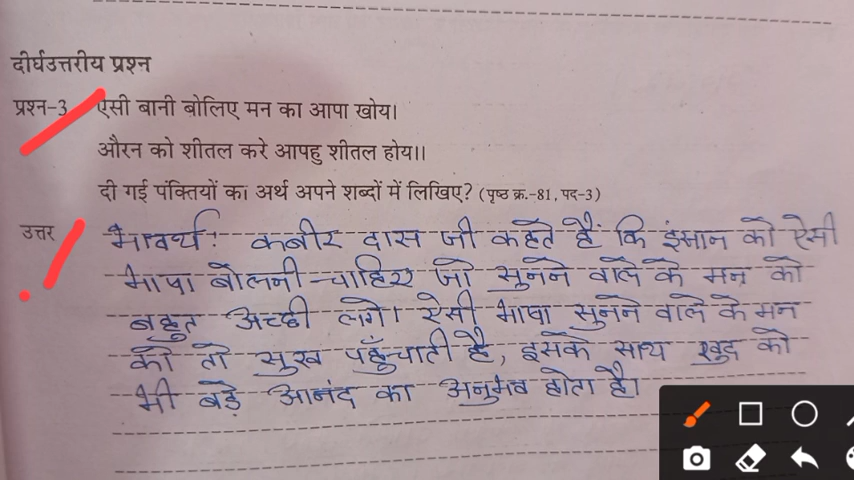 दीर्घउत्तरीय प्रश्न
प्रश्न-3 ऐसी बानी बोलिए मन का आपा खोय।
औरन को शीतल करे आपहु शीतल होय।।
दी गई पंक्तियों का अर्थ अपने शब्दों में लिखिए? (पृष्ठ क्र.-81, पद-3)
उत्तर भावार्थ: कबीर दास जी कहते हैं कि इंसान को ऐसी
भाषा बोलनी चाहिए जो सुनने वाले के मन को
बहुत अच्छी लगे। ऐसी भाषा सुनने वाले के मन
को तो सुख पहुँचाती है, इसके साथ खुद को
भी बड़े आनंद का अनुभव होता है।